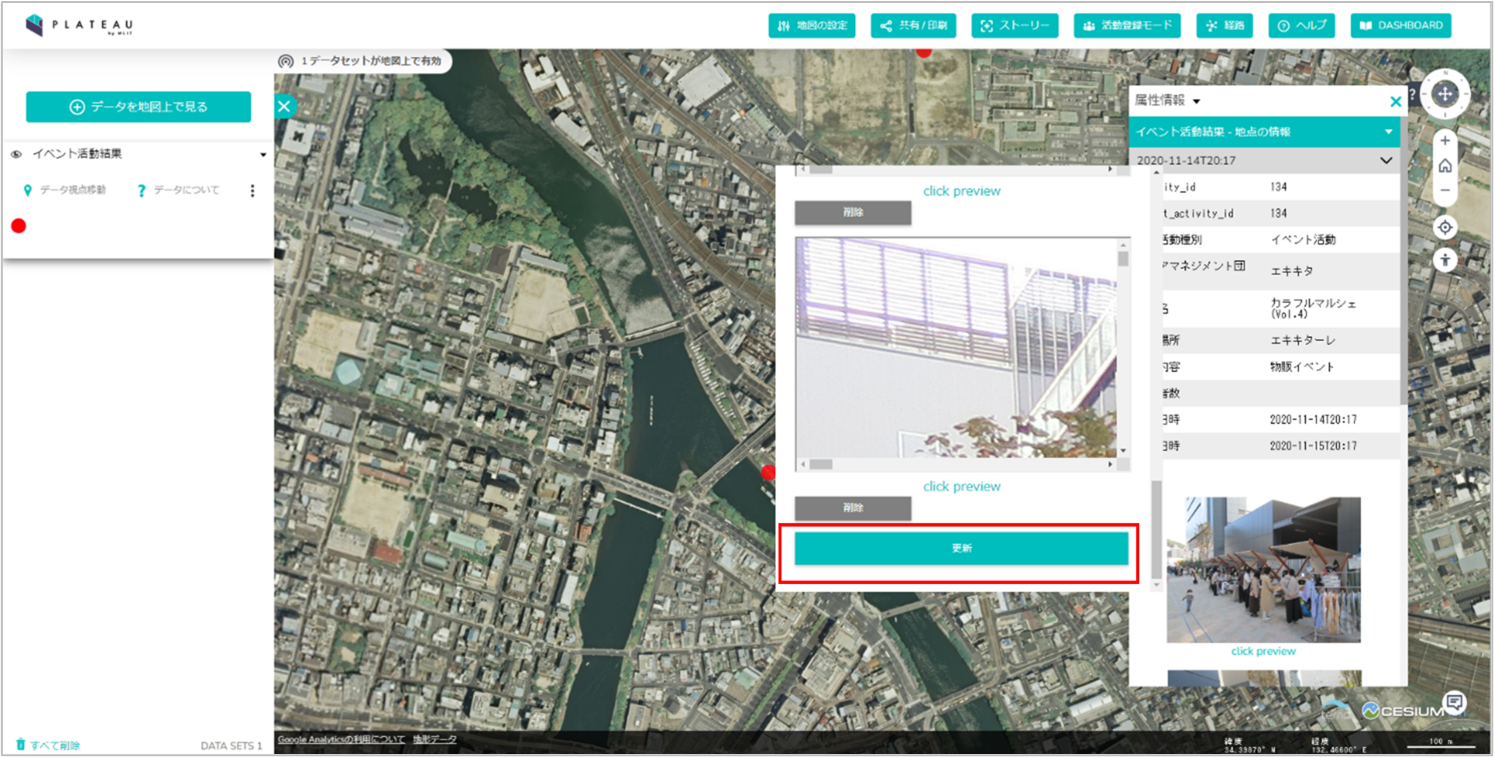 PLATEAU
by MLIT
地図の設定
共有/印刷
ストーリー
活動登録モード
経路
ヘルプ
DASHBOARD
1データセットが地図上で有効
データを地図上で見る
イベント活動結果
データ視点移動
データについて
すべて削除
DATA SETS 1
click preview
削除
click preview
削除
更新
属性情報
イベント活動結果 - 地点の情報
2020-11-14T20:17
ity_id 134
t_activity_id 134
活動種別 イベント活動
アマネジメント団 エキキタ
名 カラフルマルシェ
(Vol.4)
場所 エキキターレ
内容 物販イベント
者数
日時 2020-11-14T20:17
日時 2020-11-15T20:17
click preview
CESIUM
Google Analyticsの利用について
地形データ
緯度
34.39870° N
経度
132.46600° E
100 m